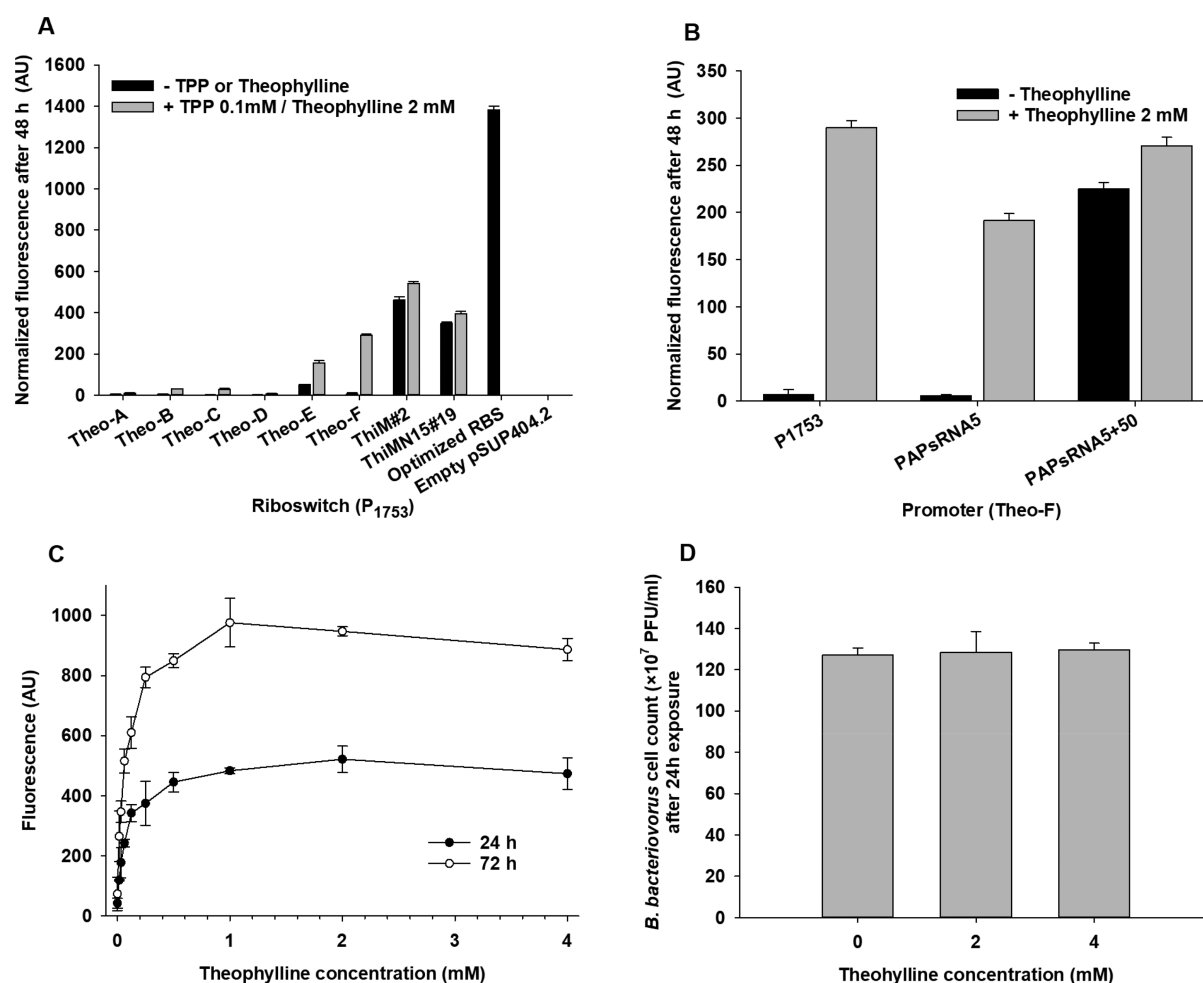 A
Normalized fluorescence after 48 h (AU)
1600
1400
1200
1000
800
600
400
200
0
- TPP or Theophylline
+ TPP 0.1mM / Theophylline 2 mM
Theo-A
Theo-B
Theo-C
Theo-D
Theo-E
Theo-F
ThiM#2
ThiMN15#19
Optimized RBS
Empty pSUP404.2
Riboswitch (P1753)
B
Normalized fluorescence after 48 h (AU)
350
300
250
200
150
100
50
0
- Theophylline
+ Theophylline 2 mM
P1753
PAPsRNA5
PAPsRNA5+50
Promoter (Theo-F)
C
Fluorescence (AU)
1000
800
600
400
200
0
24 h
72 h
0 1 2 3 4
Theophylline concentration (mM)
D
B. bacteriovorus cell count (×10⁷ PFU/ml)
after 24h exposure
160
140
120
100
80
60
40
20
0
0 2 4
Theohylline concentration (mM)